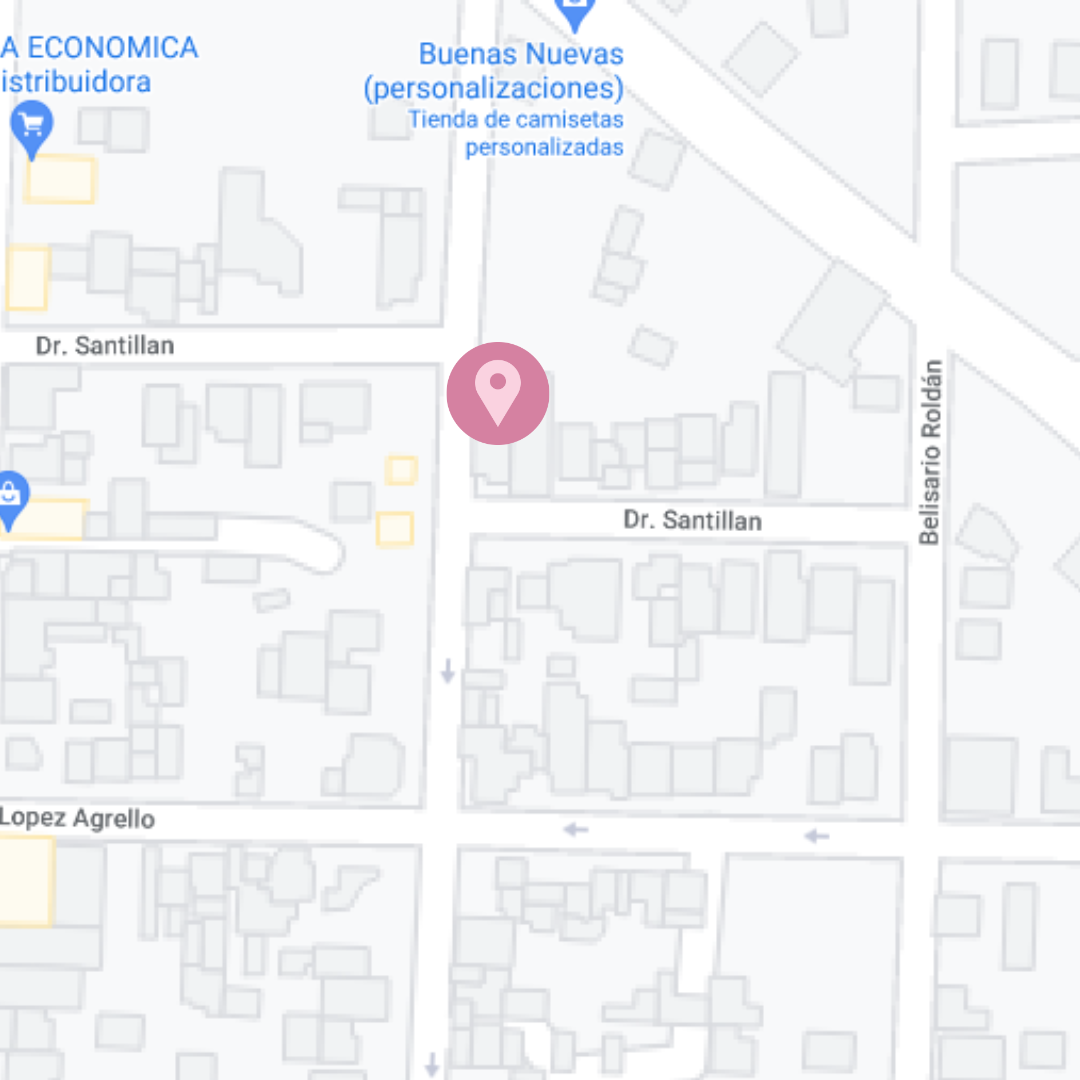 A ECONOMICA
istribuidora
Buenas Nuevas
(personalizaciones)
Tienda de camisetas
personalizadas
Dr. Santillan
Belisario Roldán
Dr. Santillan
Lopez Agrello